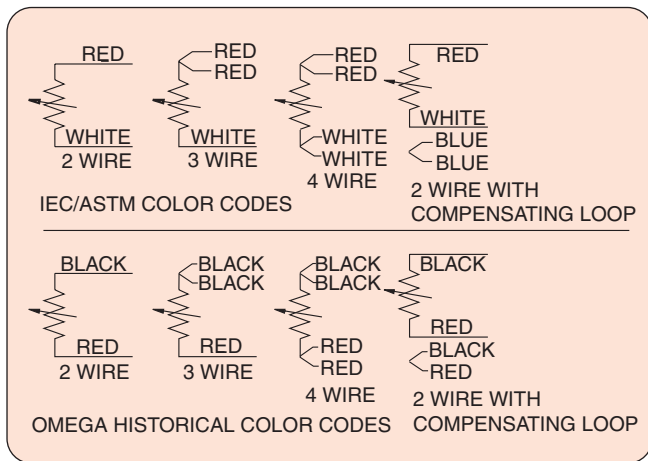 RED
WHITE
2 WIRE
RED
RED
WHITE
3 WIRE
RED
RED
WHITE
WHITE
4 WIRE
RED
WHITE
BLUE
BLUE
2 WIRE WITH
COMPENSATING LOOP
IEC/ASTM COLOR CODES
BLACK
RED
2 WIRE
BLACK
BLACK
RED
3 WIRE
BLACK
BLACK
RED
RED
4 WIRE
BLACK
RED
BLACK
RED
2 WIRE WITH
COMPENSATING LOOP
OMEGA HISTORICAL COLOR CODES